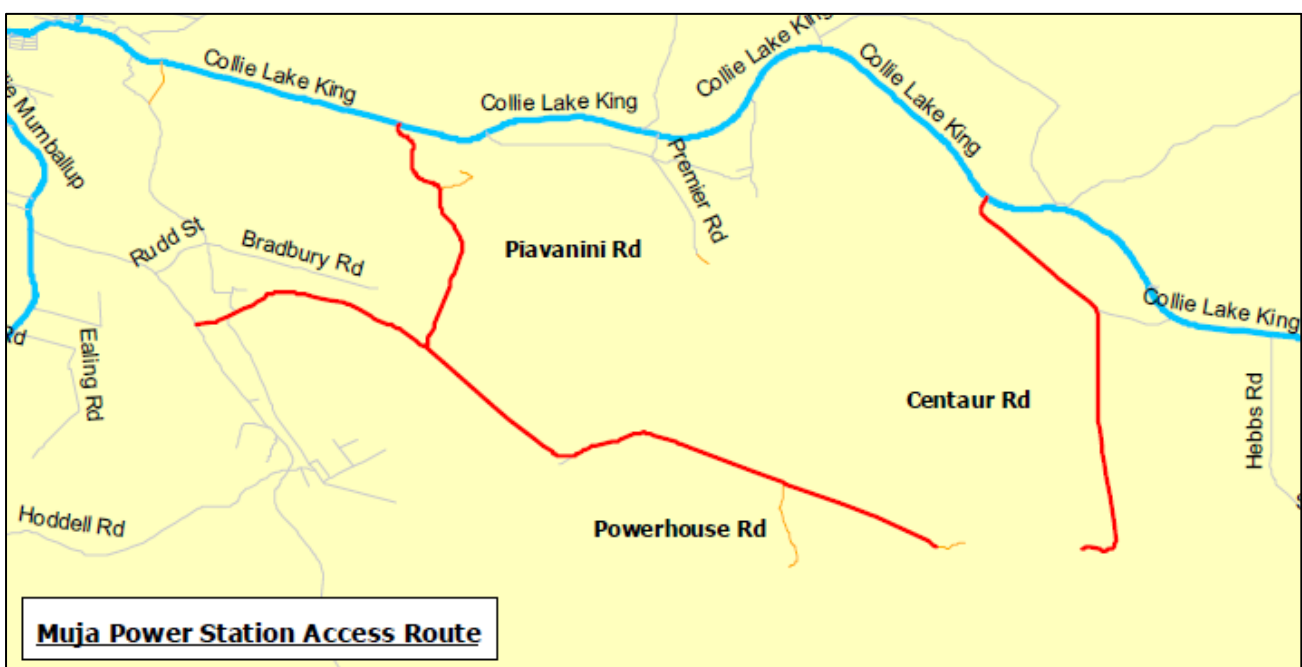 Collie Lake King
Collie Lake King
Collie Lake King
Collie Lake King
Mumballup
Premier Rd
Rudd St
Bradbury Rd
Piavanini Rd
Collie Lake King
Rd
Ealing Rd
Centaur Rd
Hebbs Rd
Hoddell Rd
Powerhouse Rd
Muja Power Station Access Route